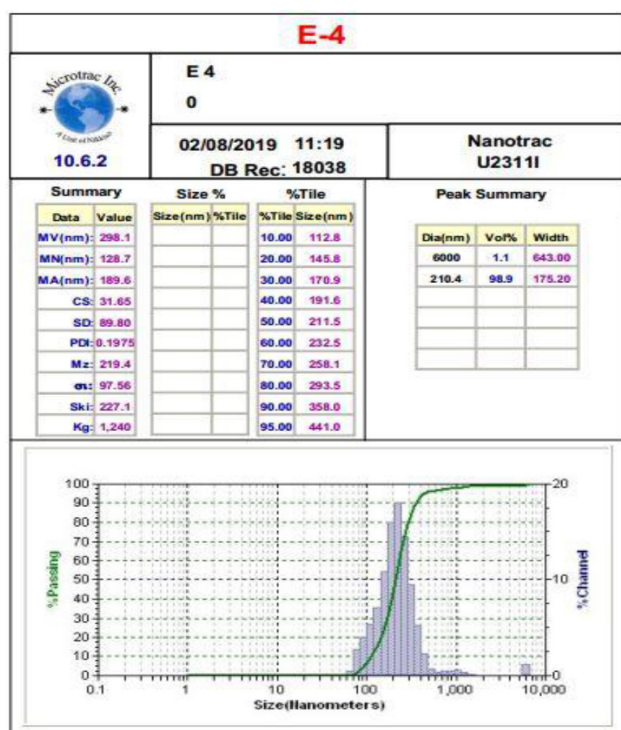 E-4
Microtrac Inc.
A Unit of Nikkiso
10.6.2
E 4
0
02/08/2019 11:19
DB Rec: 18038
Nanotrac
U2311I
Summary
Data Value
MV(nm): 298.1
MN(nm): 128.7
MA(nm): 189.6
CS: 31.65
SD: 89.80
PDI: 0.1975
Mz: 219.4
σı: 97.56
Ski: 227.1
Kg: 1,240
Size %
Size(nm) %Tile
%Tile
%Tile Size(nm)
10.00 112.8
20.00 145.8
30.00 170.9
40.00 191.6
50.00 211.5
60.00 232.5
70.00 258.1
80.00 293.5
90.00 358.0
95.00 441.0
Peak Summary
Dia(nm) Vol% Width
6000 1.1 643.00
210.4 98.9 175.20
%Passing
100
90
80
70
60
50
40
30
20
10
0
0.1 1 10 100 1,000 10,000
Size(Nanometers)
20
10
0
%Channel